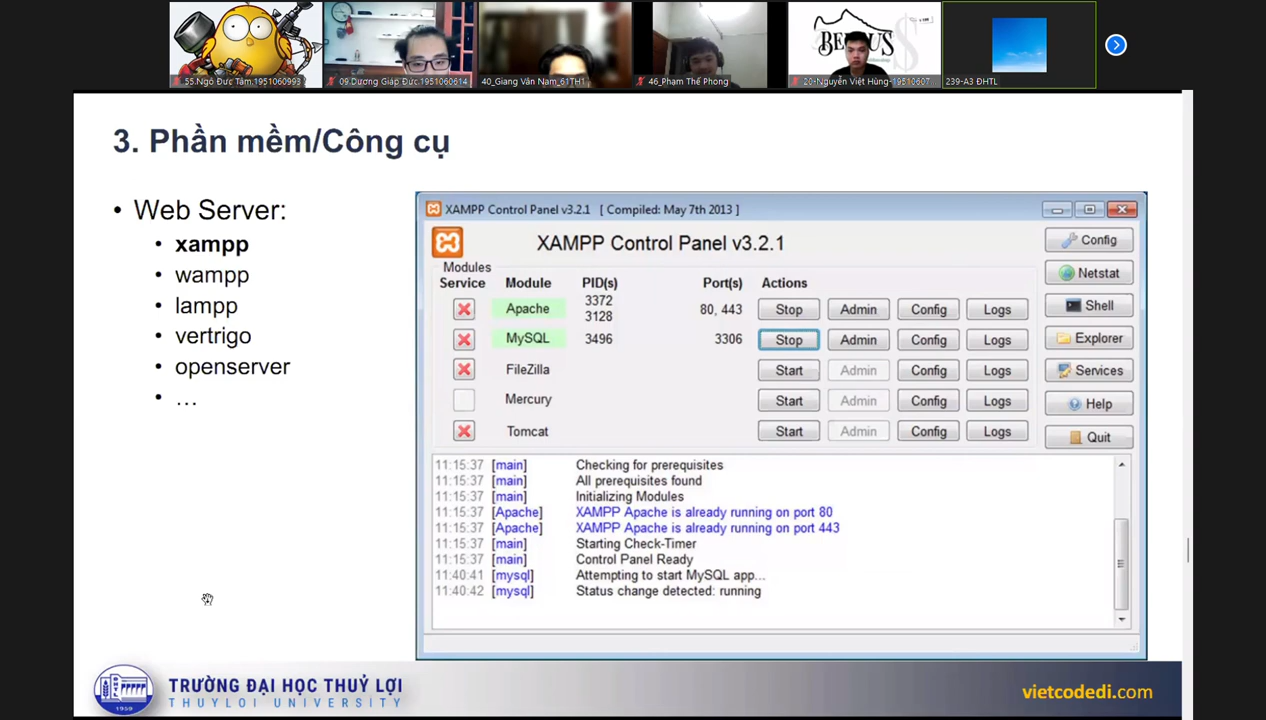 55.Ngô Đức Tâm.1951060993
09.Dương Giáp Đức.1951060614
40_Giang Văn Nam_61TH1
46_Phạm Thế Phong
20-Nguyễn Việt Hùng-19510607
239-A3 ĐHTL
3. Phần mềm/Công cụ
• Web Server:
• xampp
• wampp
• lampp
• vertrigo
• openserver
• …
XAMPP Control Panel v3.2.1 [ Compiled: May 7th 2013 ]
XAMPP Control Panel v3.2.1
Config
Modules
Service Module PID(s) Port(s) Actions
Netstat
Apache 3372 3128 80, 443 Stop Admin Config Logs
Shell
MySQL 3496 3306 Stop Admin Config Logs
Explorer
FileZilla Start Admin Config Logs
Services
Mercury Start Admin Config Logs
Help
Tomcat Start Admin Config Logs
Quit
11:15:37 [main] Checking for prerequisites
11:15:37 [main] All prerequisites found
11:15:37 [main] Initializing Modules
11:15:37 [Apache] XAMPP Apache is already running on port 80
11:15:37 [Apache] XAMPP Apache is already running on port 443
11:15:37 [main] Starting Check-Timer
11:15:37 [main] Control Panel Ready
11:40:41 [mysql] Attempting to start MySQL app...
11:40:42 [mysql] Status change detected: running
TRƯỜNG ĐẠI HỌC THUỶ LỢI
THUYLOI UNIVERSITY
1959
vietcodedi.com